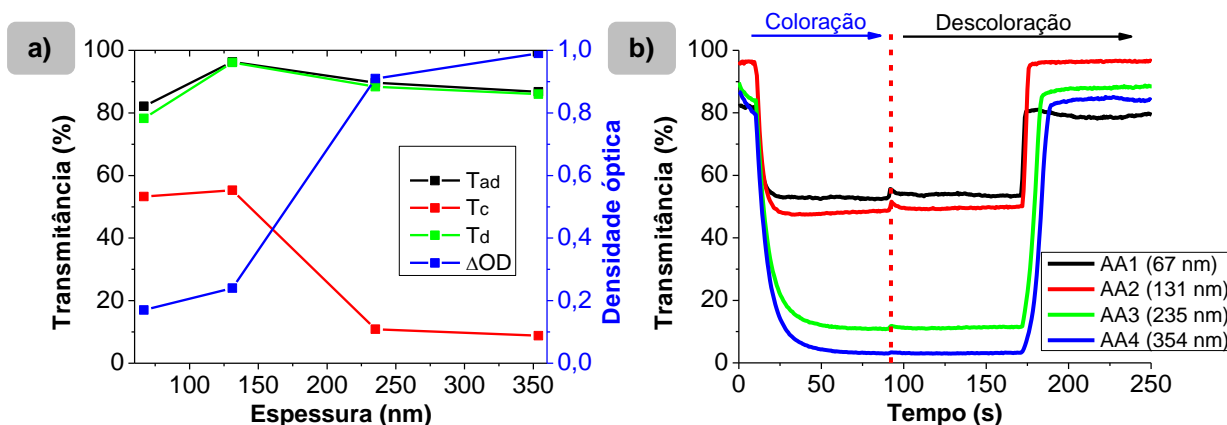 a)
100
80
60
40
20
0
Transmitância (%)
100
150
200
250
300
350
Espessura (nm)
1,0
0,8
0,6
0,4
0,2
0,0
Densidade óptica
Tad
Tc
Td
ΔOD
b)
Coloração
Descoloração
100
80
60
40
20
0
Transmitância (%)
0
50
100
150
200
250
Tempo (s)
AA1 (67 nm)
AA2 (131 nm)
AA3 (235 nm)
AA4 (354 nm)